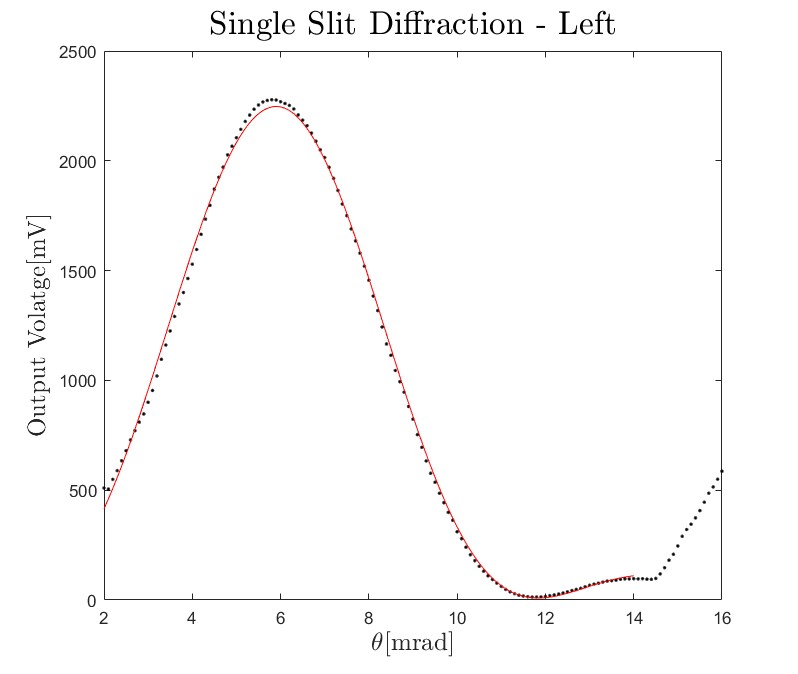 Single Slit Diffraction - Left
2500
2000
1500
1000
500
0
Output Volatge[mV]
2 4 6 8 10 12 14 16
θ[mrad]